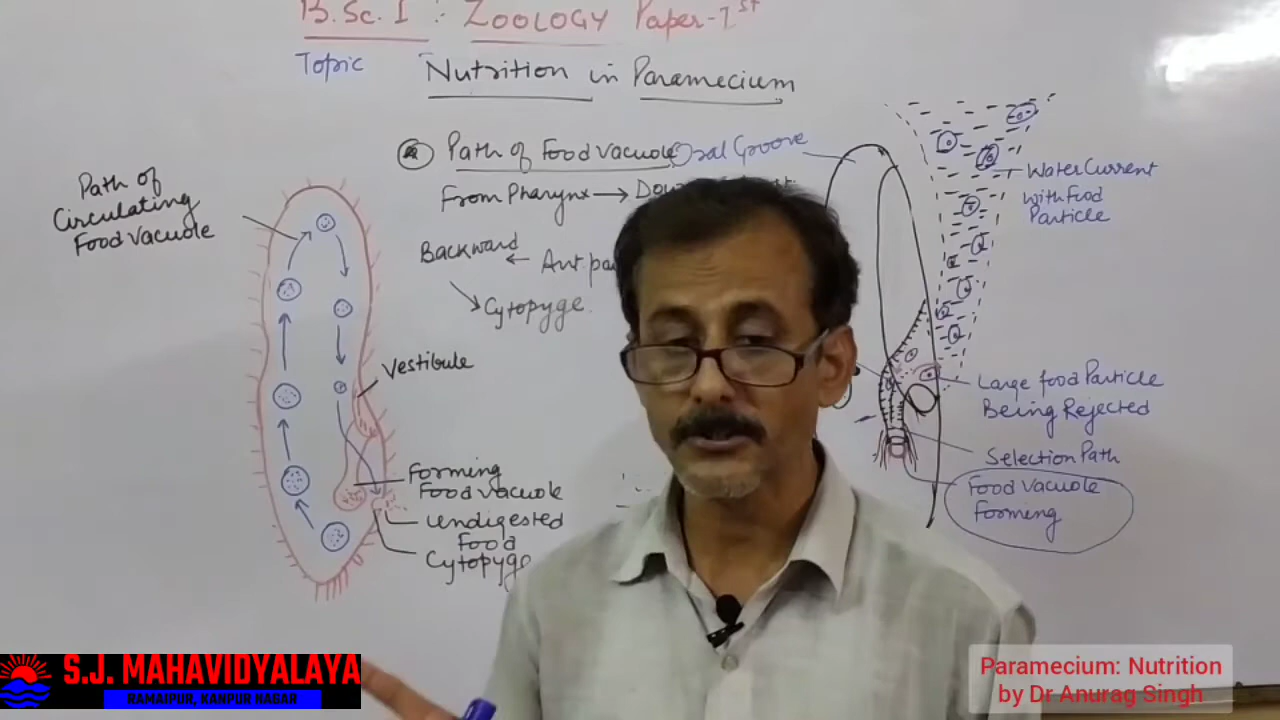 B.Sc. I : Zoology Paper-1st
Topic
Nutrition in Paramecium
Path of Food Vacuole
Oral Groove
From Pharynx → 
Backward ← Ant.
Cytopyge
Path of
Circulating
Food Vacuole
Vestibule
Forming
Food Vacuole
Undigested
Food
Cytopyge
Water Current
with Food
Particle
Large food Particle
Being Rejected
Selection Path
Food Vacuole
Forming
S.J. MAHAVIDYALAYA
RAMAIPUR, KANPUR NAGAR
Paramecium: Nutrition
by Dr Anurag Singh